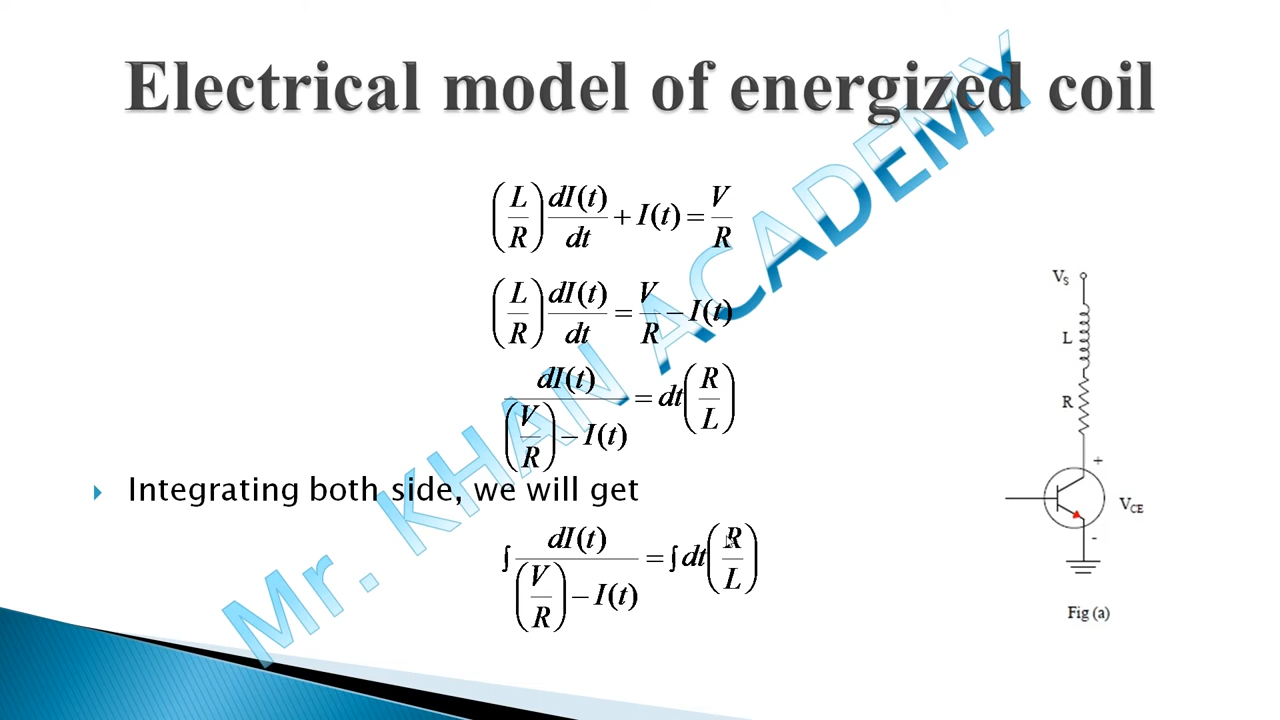 Electrical model of energized coil
(L/R) dI(t)/dt + I(t) = V/R
(L/R) dI(t)/dt = V/R − I(t)
dI(t)/((V/R) − I(t)) = dt(R/L)
Integrating both side, we will get
∫ dI(t)/((V/R) − I(t)) = ∫ dt(R/L)
V_S
L
R
+
V_CE
-
Fig (a)
Mr. KHAN ACADEMY